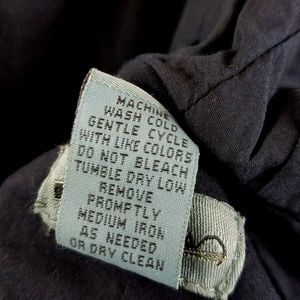 MACHINE
WASH COLD
GENTLE CYCLE
WITH LIKE COLORS
DO NOT BLEACH
TUMBLE DRY LOW
REMOVE
PROMPTLY
MEDIUM IRON
AS NEEDED
OR DRY CLEAN